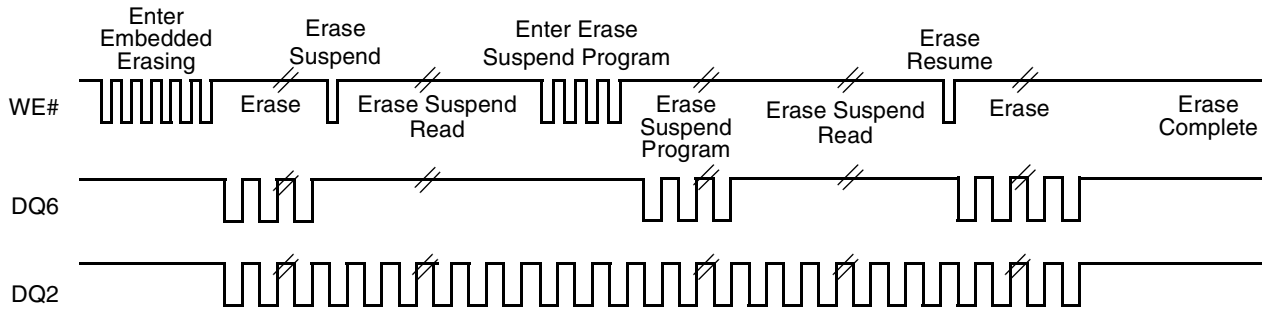 Enter
Embedded
Erasing
Erase
Suspend
Enter Erase
Suspend Program
Erase
Resume
WE#
Erase
Erase Suspend
Read
Erase
Suspend
Program
Erase Suspend
Read
Erase
Erase
Complete
DQ6
DQ2